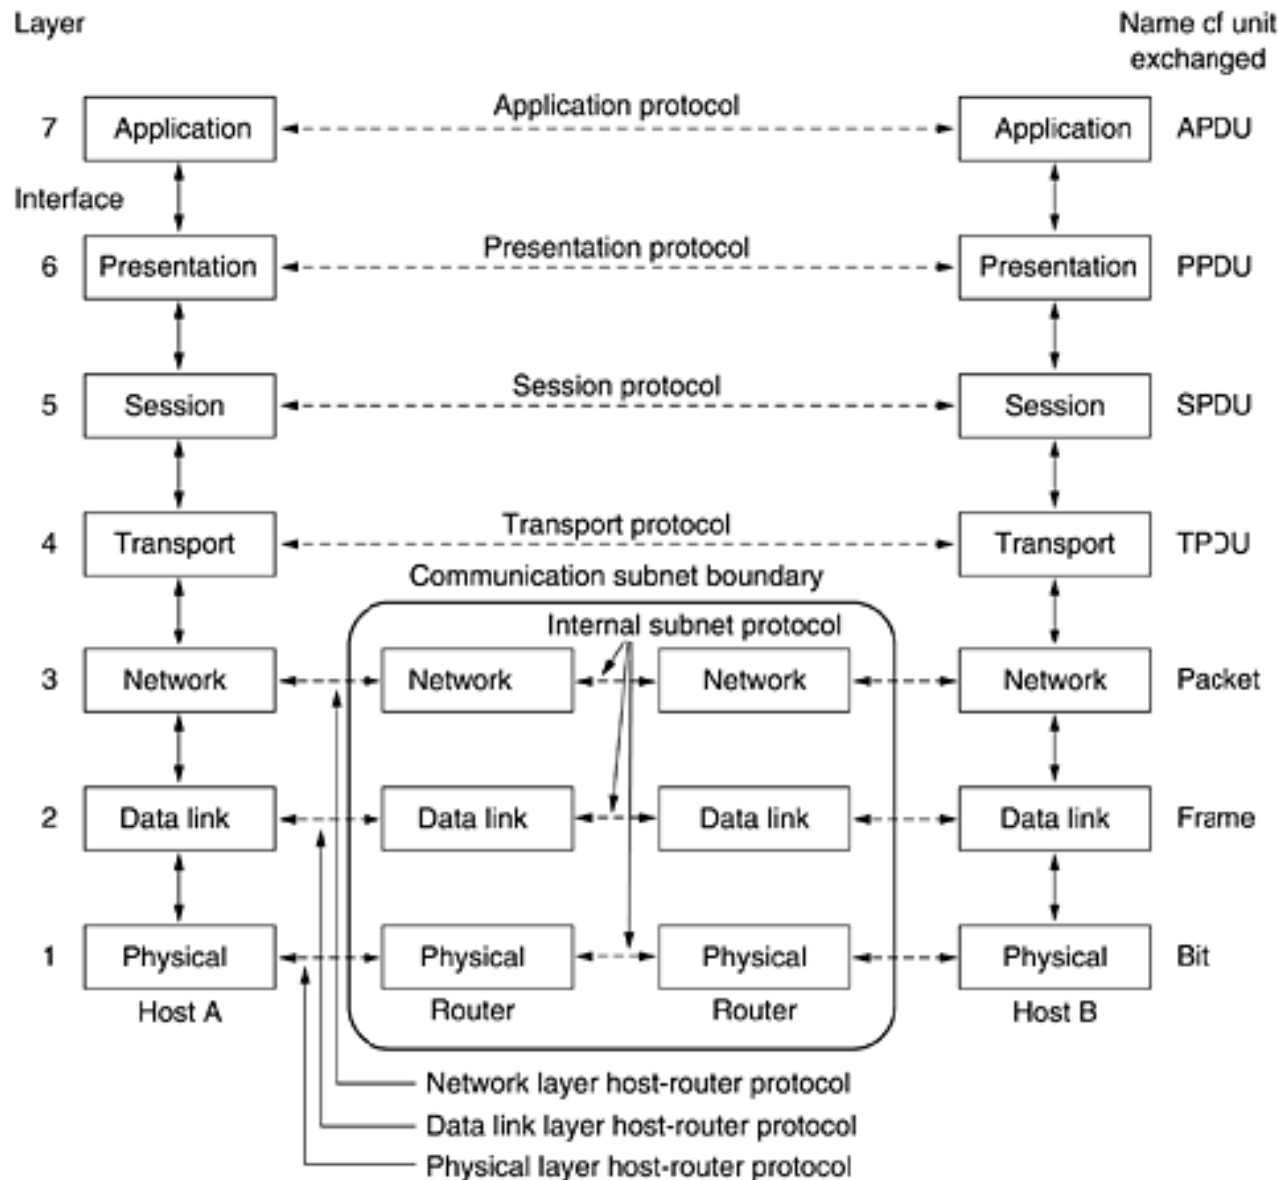 Layer
Name of unit
exchanged
7
Application
Application protocol
Application
APDU
Interface
6
Presentation
Presentation protocol
Presentation
PPDU
5
Session
Session protocol
Session
SPDU
4
Transport
Transport protocol
Transport
TPDU
Communication subnet boundary
Internal subnet protocol
3
Network
Network
Network
Network
Packet
2
Data link
Data link
Data link
Data link
Frame
1
Physical
Physical
Physical
Physical
Bit
Host A
Router
Router
Host B
Network layer host-router protocol
Data link layer host-router protocol
Physical layer host-router protocol